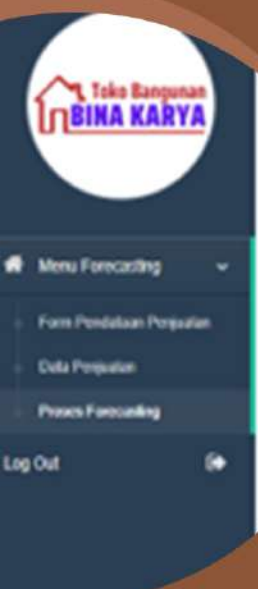 Toko Bangunan
BINA KARYA
Menu Forecasting
Form Pendataan Penjualan
Data Penjualan
Proses Forecasting
Log Out